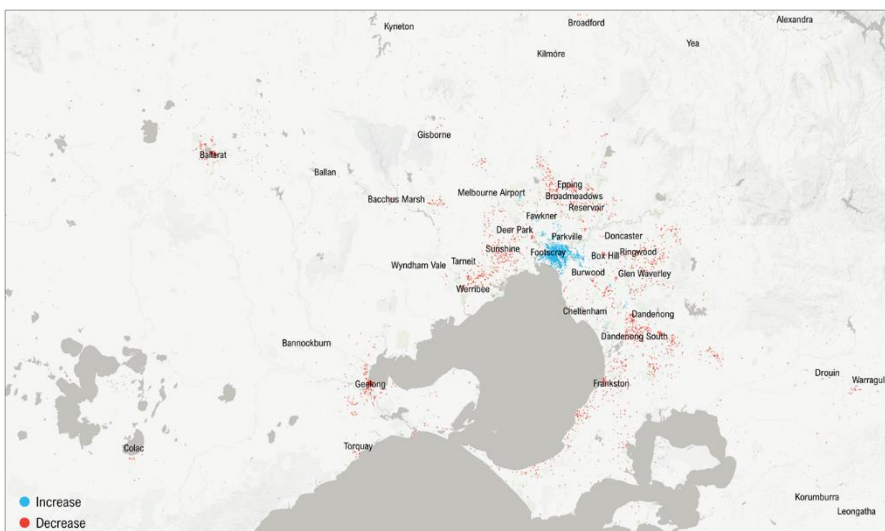 Broadford
Alexandra
Kyneton
Yea
Kilmore
Gisborne
Ballarat
Ballan
Epping
Melbourne Airport
Broadmeadows
Bacchus Marsh
Reservoir
Fawkner
Deer Park
Parkville
Doncaster
Sunshine
Footscray
Box Hill
Ringwood
Tarneit
Wyndham Vale
Burwood
Glen Waverley
Werribee
Cheltenham
Dandenong
Dandenong South
Bannockburn
Drouin
Warragul
Geelong
Frankston
Colac
Torquay
Korumburra
Leongatha
Increase
Decrease